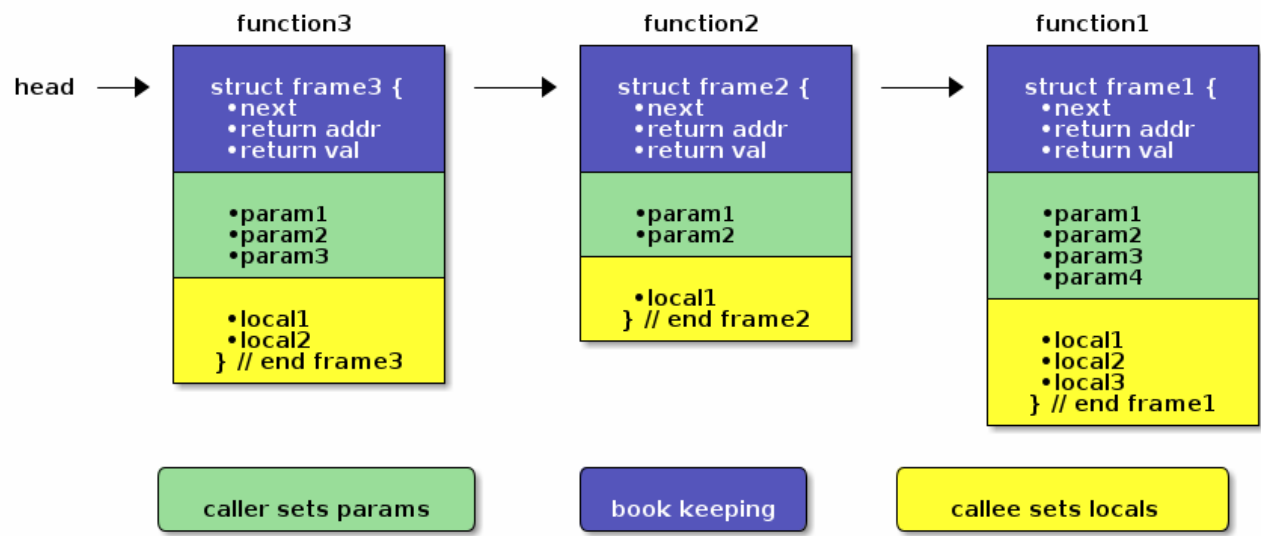 function3
function2
function1
head
struct frame3 {
•next
•return addr
•return val
•param1
•param2
•param3
•local1
•local2
} // end frame3
struct frame2 {
•next
•return addr
•return val
•param1
•param2
•local1
} // end frame2
struct frame1 {
•next
•return addr
•return val
•param1
•param2
•param3
•param4
•local1
•local2
•local3
} // end frame1
caller sets params
book keeping
callee sets locals